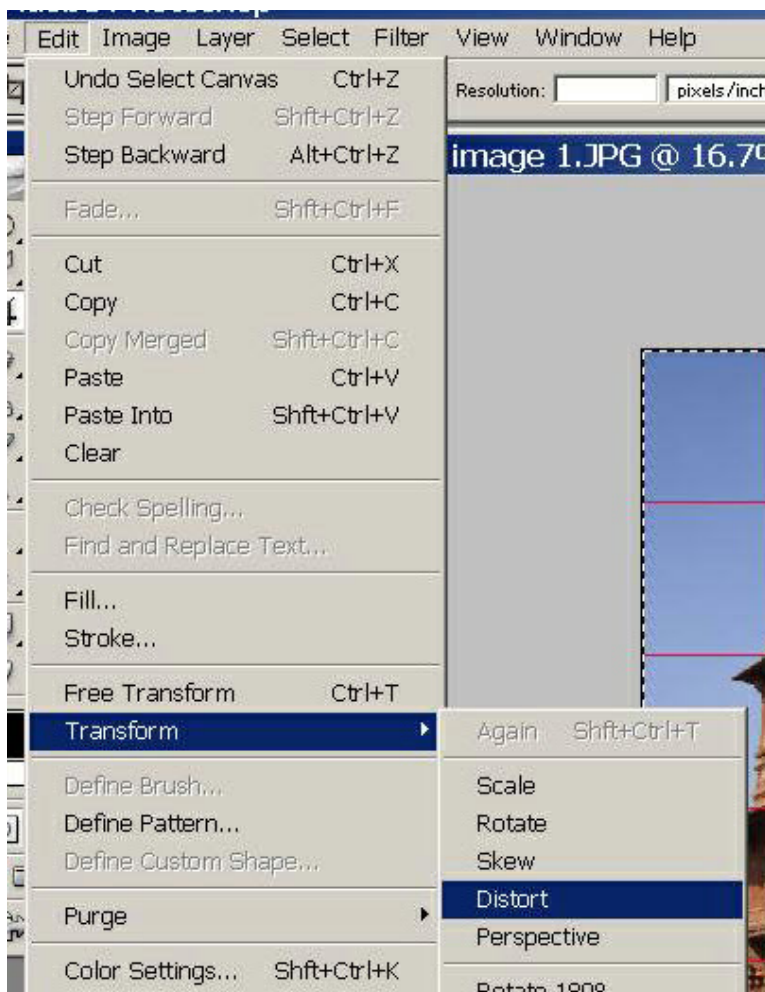 Edit Image Layer Select Filter View Window Help
Undo Select Canvas Ctrl+Z
Resolution: pixels/inch
Step Forward Shft+Ctrl+Z
Step Backward Alt+Ctrl+Z
image 1.JPG @ 16.7%
Fade... Shft+Ctrl+F
Cut Ctrl+X
Copy Ctrl+C
Copy Merged Shft+Ctrl+C
Paste Ctrl+V
Paste Into Shft+Ctrl+V
Clear
Check Spelling...
Find and Replace Text...
Fill...
Stroke...
Free Transform Ctrl+T
Transform
Again Shft+Ctrl+T
Define Brush...
Scale
Define Pattern...
Rotate
Define Custom Shape...
Skew
Distort
Purge
Perspective
Color Settings... Shft+Ctrl+K
Rotate 180°